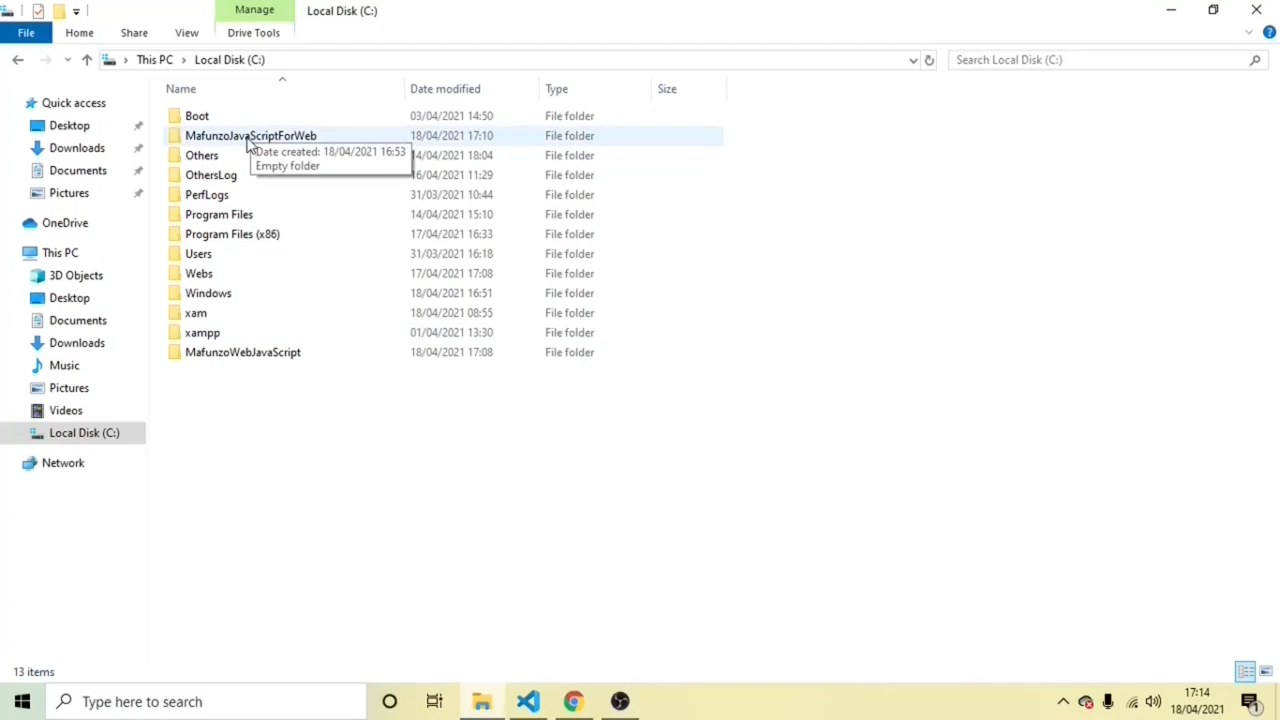 Manage
Local Disk (C:)
File
Home
Share
View
Drive Tools
This PC
Local Disk (C:)
Search Local Disk (C:)
Name
Date modified
Type
Size
Quick access
Desktop
Downloads
Documents
Pictures
OneDrive
This PC
3D Objects
Desktop
Documents
Downloads
Music
Pictures
Videos
Local Disk (C:)
Network
Boot 03/04/2021 14:50 File folder
MafunzoJavaScriptForWeb 18/04/2021 17:10 File folder
Date created: 18/04/2021 16:53
Empty folder
Others 14/04/2021 18:04 File folder
OthersLog 16/04/2021 11:29 File folder
PerfLogs 31/03/2021 10:44 File folder
Program Files 14/04/2021 15:10 File folder
Program Files (x86) 17/04/2021 16:33 File folder
Users 31/03/2021 16:18 File folder
Webs 17/04/2021 17:08 File folder
Windows 18/04/2021 16:51 File folder
xam 18/04/2021 08:55 File folder
xampp 01/04/2021 13:30 File folder
MafunzoWebJavaScript 18/04/2021 17:08 File folder
13 items
Type here to search
17:14
18/04/2021
1